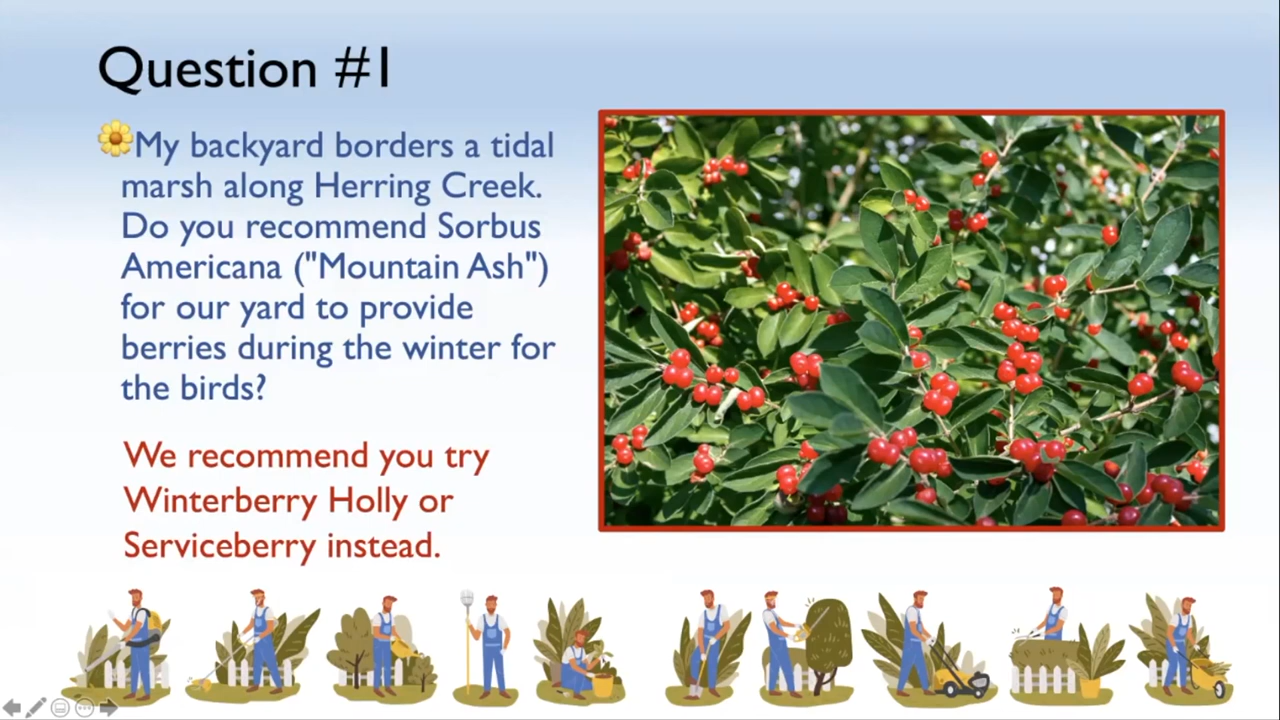 Question #1
My backyard borders a tidal
marsh along Herring Creek.
Do you recommend Sorbus
Americana ("Mountain Ash")
for our yard to provide
berries during the winter for
the birds?
We recommend you try
Winterberry Holly or
Serviceberry instead.